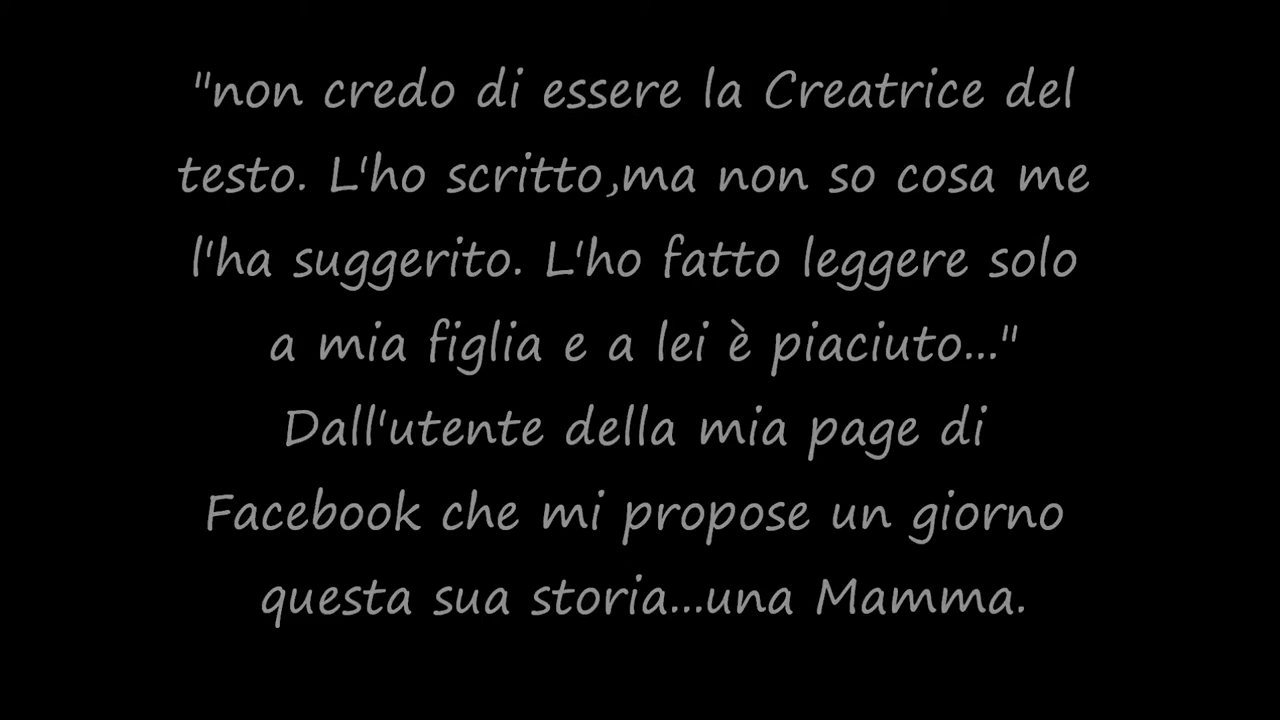 "non credo di essere la Creatrice del
testo. L'ho scritto,ma non so cosa me
l'ha suggerito. L'ho fatto leggere solo
a mia figlia e a lei è piaciuto..."
Dall'utente della mia page di
Facebook che mi propose un giorno
questa sua storia...una Mamma.